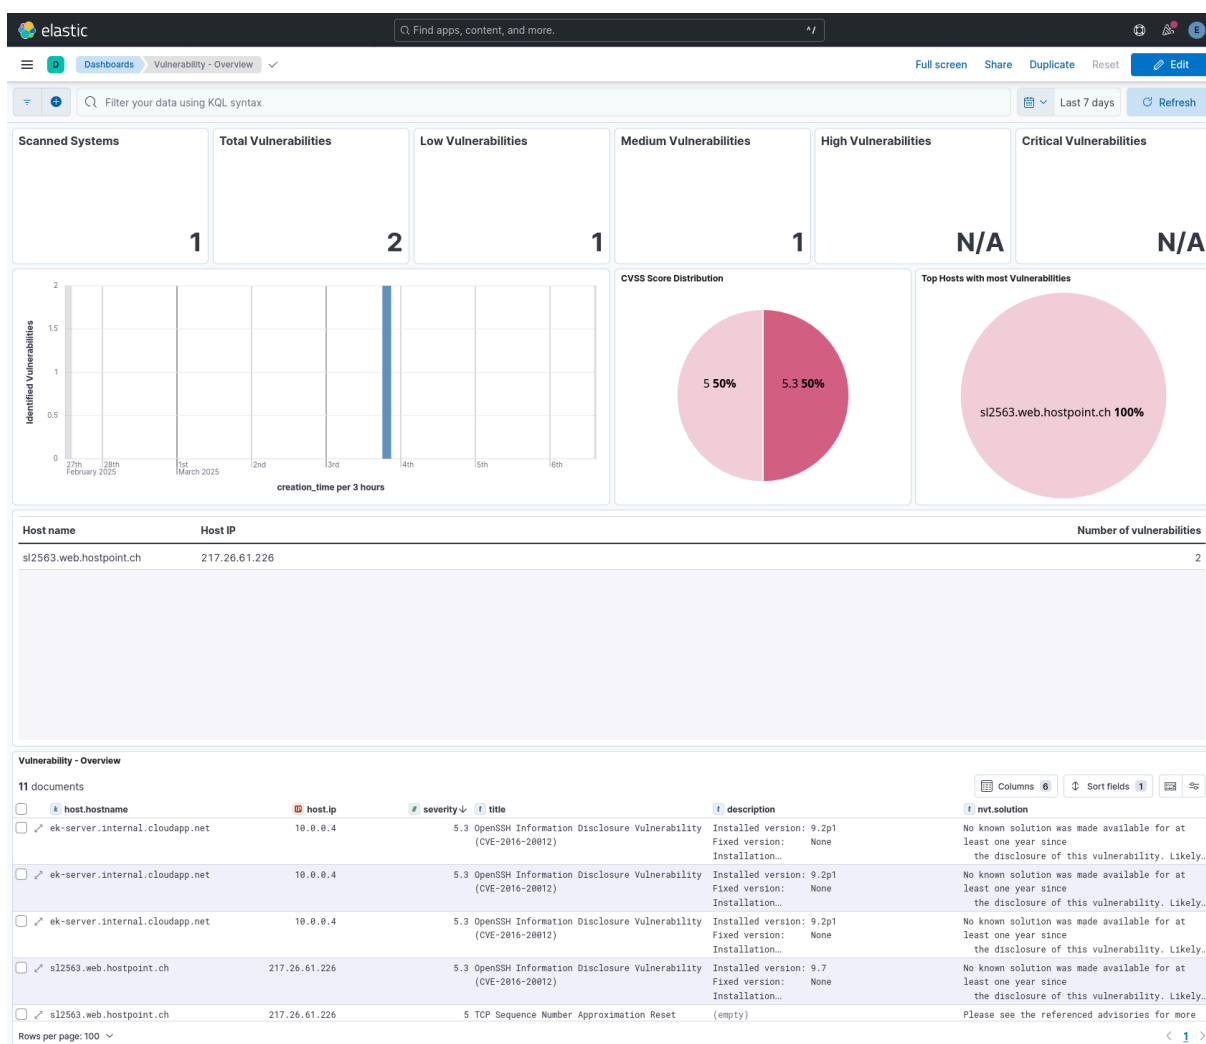 elastic
Find apps, content, and more.
^/
E
D
Dashboards
Vulnerability - Overview
Full screen
Share
Duplicate
Reset
Edit
Filter your data using KQL syntax
Last 7 days
Refresh
Scanned Systems
1
Total Vulnerabilities
2
Low Vulnerabilities
1
Medium Vulnerabilities
1
High Vulnerabilities
N/A
Critical Vulnerabilities
N/A
Identified Vulnerabilities
2
1.5
1
0.5
0
27th 28th 1st 2nd 3rd 4th 5th 6th
February 2025 March 2025
creation_time per 3 hours
CVSS Score Distribution
5 50%
5.3 50%
Top Hosts with most Vulnerabilities
sl2563.web.hostpoint.ch 100%
Host name Host IP Number of vulnerabilities
sl2563.web.hostpoint.ch 217.26.61.226 2
Vulnerability - Overview
11 documents
Columns 6
Sort fields 1
k host.hostname IP host.ip # severity t title t description t nvt.solution
ek-server.internal.cloudapp.net 10.0.0.4 5.3 OpenSSH Information Disclosure Vulnerability Installed version: 9.2p1 No known solution was made available for at
(CVE-2016-20012) Fixed version: None least one year since
Installation… the disclosure of this vulnerability. Likely…
ek-server.internal.cloudapp.net 10.0.0.4 5.3 OpenSSH Information Disclosure Vulnerability Installed version: 9.2p1 No known solution was made available for at
(CVE-2016-20012) Fixed version: None least one year since
Installation… the disclosure of this vulnerability. Likely…
ek-server.internal.cloudapp.net 10.0.0.4 5.3 OpenSSH Information Disclosure Vulnerability Installed version: 9.2p1 No known solution was made available for at
(CVE-2016-20012) Fixed version: None least one year since
Installation… the disclosure of this vulnerability. Likely…
sl2563.web.hostpoint.ch 217.26.61.226 5.3 OpenSSH Information Disclosure Vulnerability Installed version: 9.7 No known solution was made available for at
(CVE-2016-20012) Fixed version: None least one year since
Installation… the disclosure of this vulnerability. Likely…
sl2563.web.hostpoint.ch 217.26.61.226 5 TCP Sequence Number Approximation Reset (empty) Please see the referenced advisories for more
Rows per page: 100
1